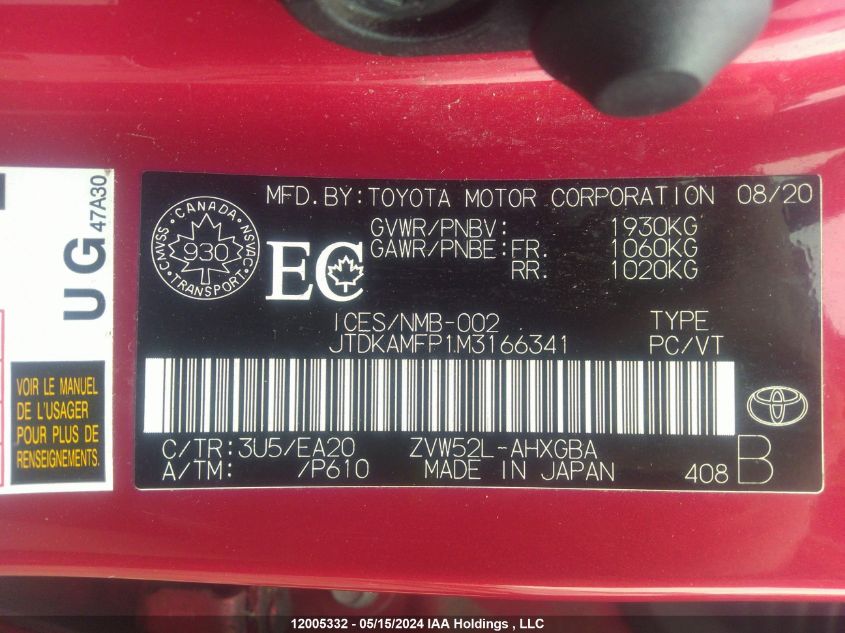 MFD.BY:TOYOTA MOTOR CORPORATION 08/20
GVWR/PNBV: 1930KG
GAWR/PNBE:FR. 1060KG
RR. 1020KG
CANADA
CMVSS NSVAC
930
TRANSPORT
EC
ICES/NMB-002 TYPE
JTDKAMFP1M3166341 PC/VT
C/TR:3U5/EA20 ZVW52L-AHXGBA
A/TM: /P610 MADE IN JAPAN 408 B
UG 47A30
VOIR LE MANUEL
DE L'USAGER
POUR PLUS DE
RENSEIGNEMENTS.
12005332 - 05/15/2024 IAA Holdings , LLC